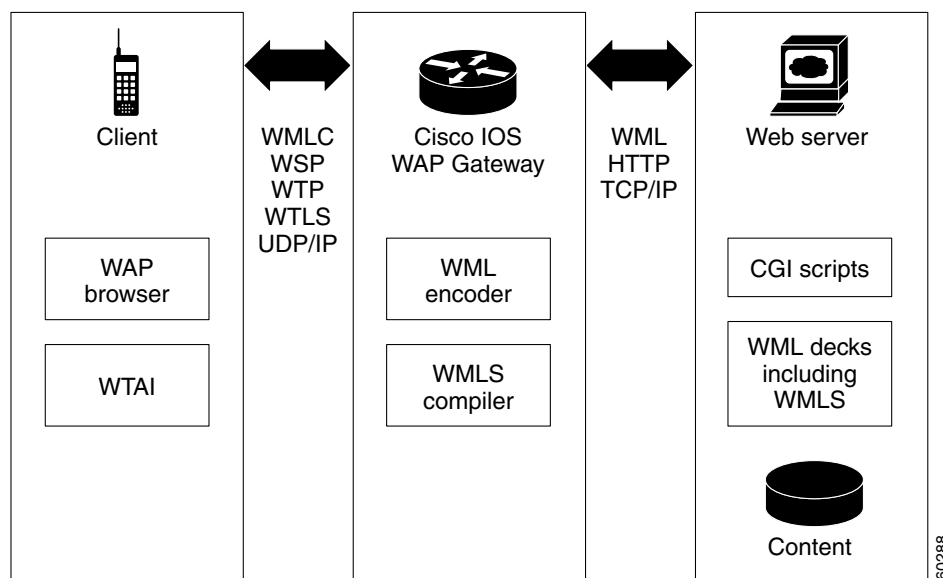 Client
WMLC
WSP
WTP
WTLS
UDP/IP
Cisco IOS
WAP Gateway
WML
HTTP
TCP/IP
Web server
WAP
browser
WTAI
WML
encoder
WMLS
compiler
CGI scripts
WML decks
including
WMLS
Content
60288